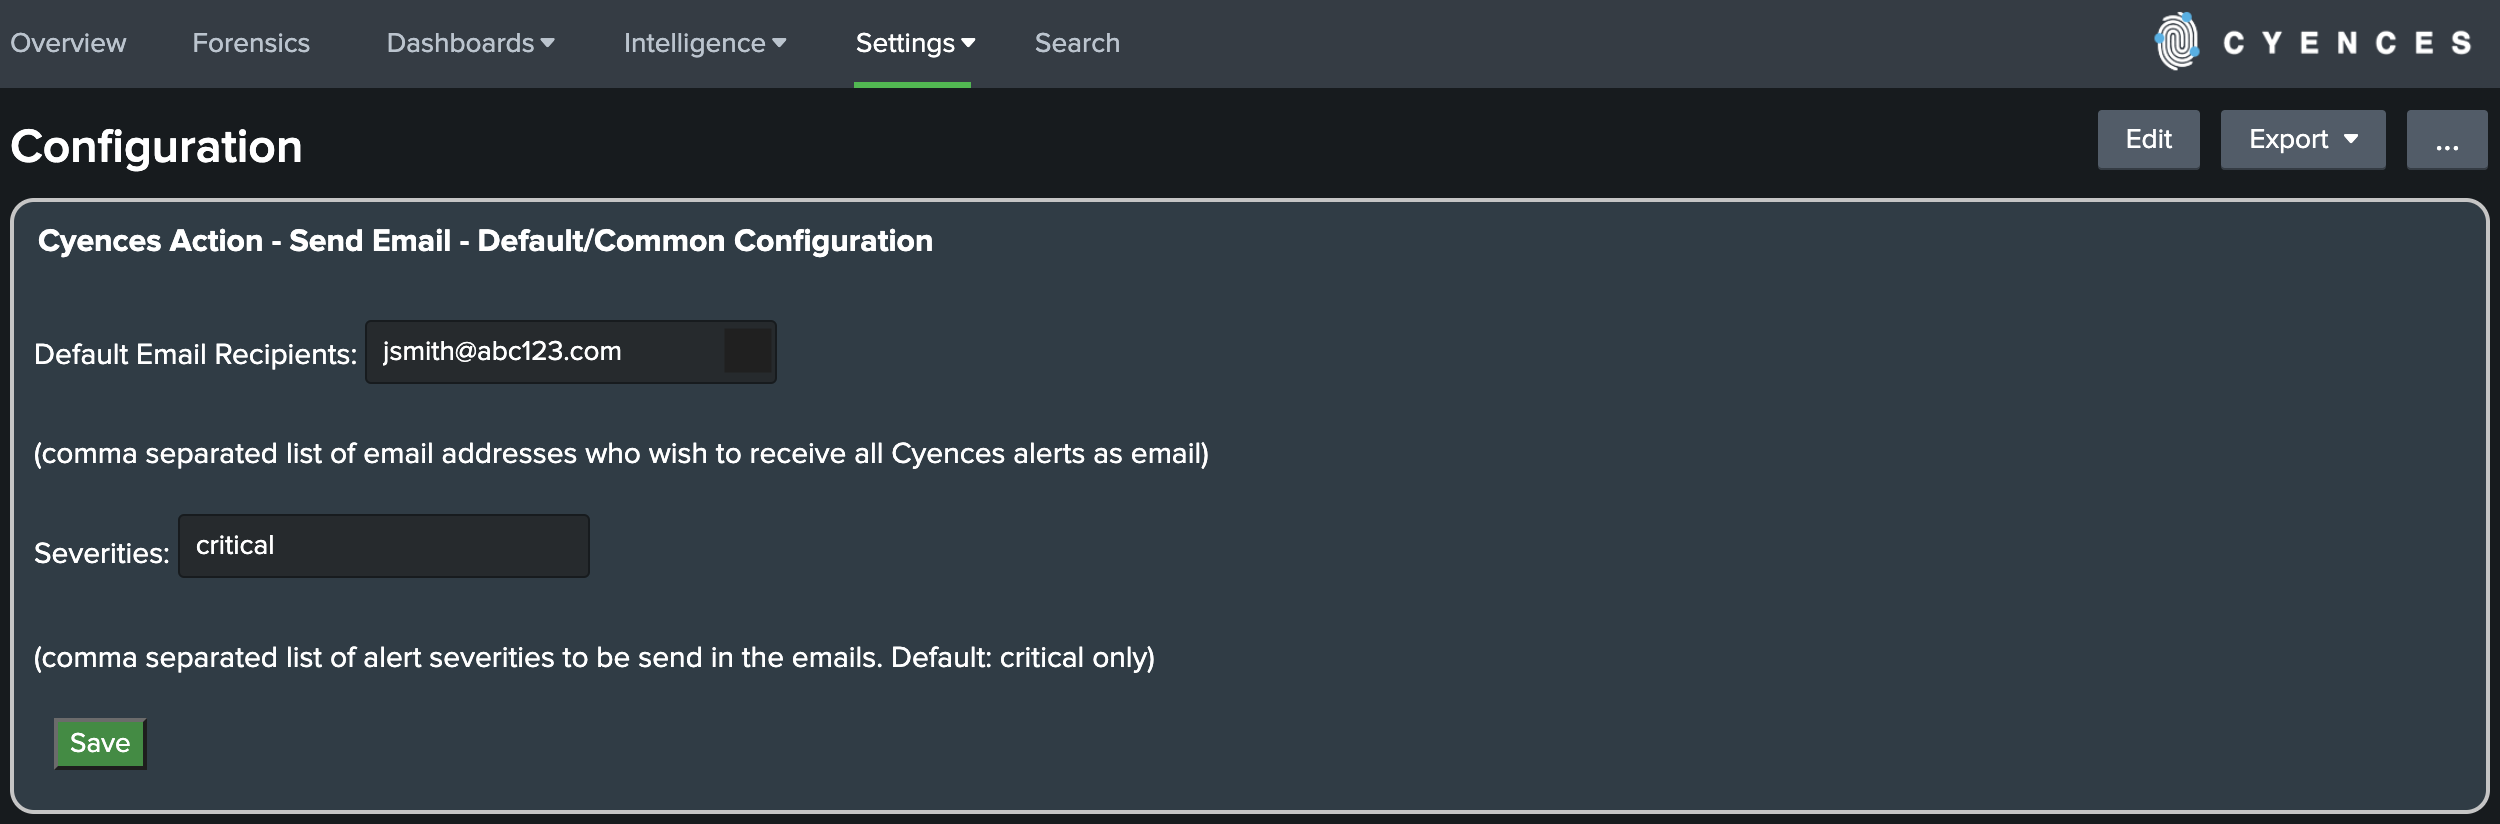 Overview Forensics Dashboards Intelligence Settings Search CYENCES
Configuration Edit Export ...
Cyences Action - Send Email - Default/Common Configuration
Default Email Recipients: jsmith@abc123.com
(comma separated list of email addresses who wish to receive all Cyences alerts as email)
Severities: critical
(comma separated list of alert severities to be send in the emails. Default: critical only)
Save